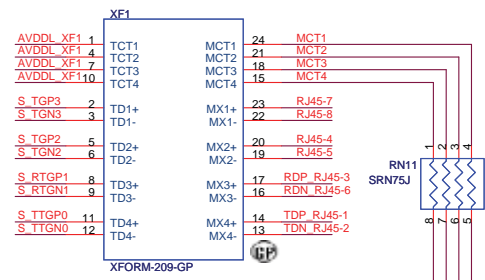 XF1
AVDDL_XF1 1 TCT1 MCT1 24 MCT1
AVDDL_XF1 4 TCT2 MCT2 21 MCT2
AVDDL_XF1 7 TCT3 MCT3 18 MCT3
AVDDL_XF1 10 TCT4 MCT4 15 MCT4
S_TGP3 2 TD1+ MX1+ 23 RJ45-7
S_TGN3 3 TD1- MX1- 22 RJ45-8
S_TGP2 5 TD2+ MX2+ 20 RJ45-4
S_TGN2 6 TD2- MX2- 19 RJ45-5
S_RTGP1 8 TD3+ MX3+ 17 RDP_RJ45-3
S_RTGN1 9 TD3- MX3- 16 RDN_RJ45-6
S_TTGP0 11 TD4+ MX4+ 14 TDP_RJ45-1
S_TTGN0 12 TD4- MX4- 13 TDN_RJ45-2
XFORM-209-GP
GP
1 2 3 4
RN11
SRN75J
8 7 6 5